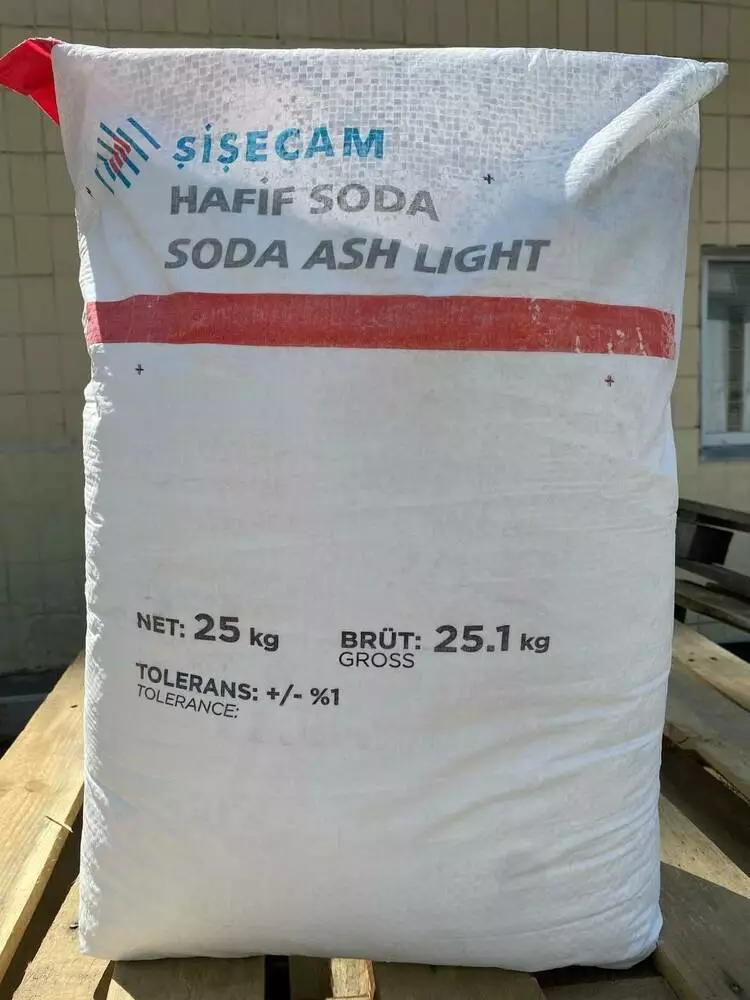 ŞİŞECAM
HAFİF SODA
SODA ASH LIGHT
NET: 25 kg
BRÜT: 25.1 kg
GROSS
TOLERANS: +/- %1
TOLERANCE: